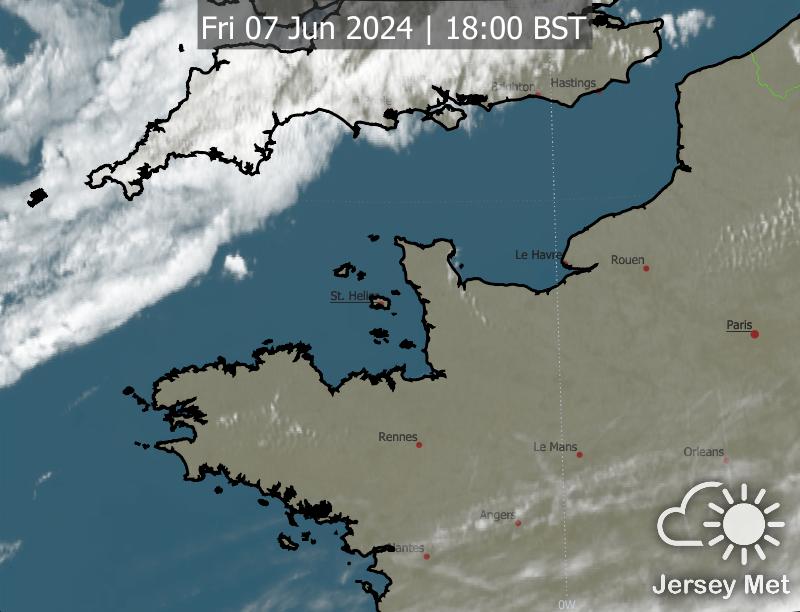 Fri 07 Jun 2024 | 18:00 BST
Brighton
Hastings
Le Havre
Rouen
St. Helier
Paris
Rennes
Le Mans
Orleans
Angers
Nantes
Jersey Met
0W